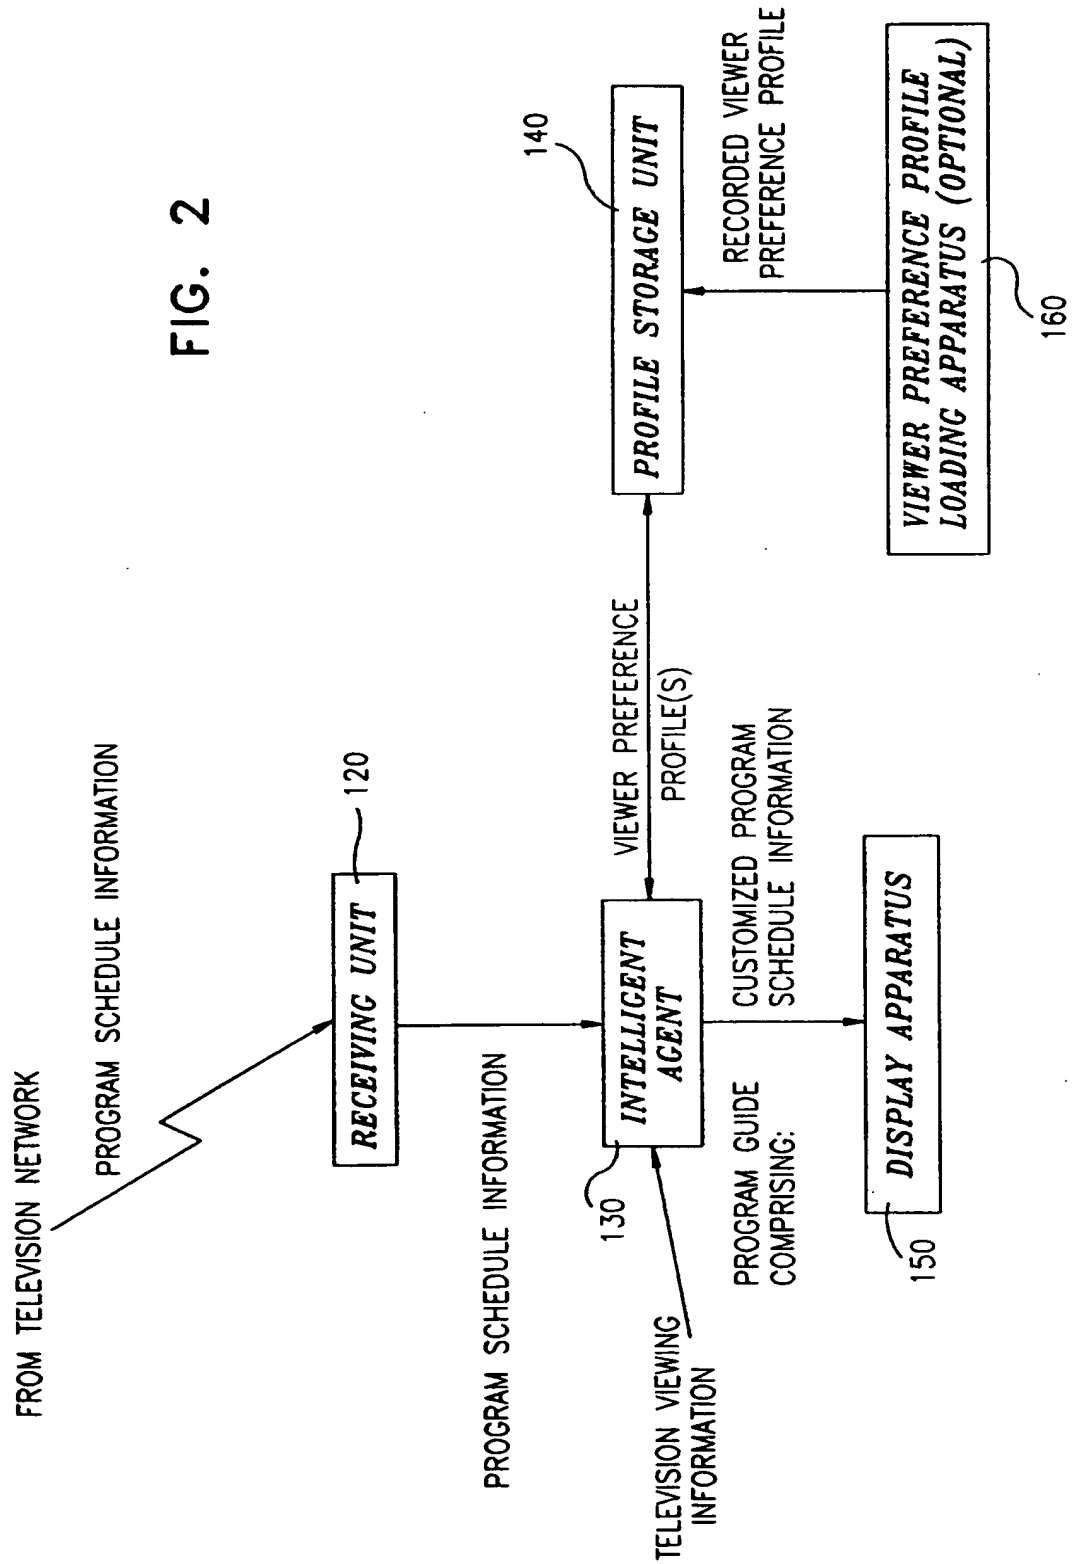 FIG. 2
FROM TELEVISION NETWORK
PROGRAM SCHEDULE INFORMATION
120
RECEIVING UNIT
PROGRAM SCHEDULE INFORMATION
130
INTELLIGENT
AGENT
TELEVISION VIEWING
INFORMATION
VIEWER PREFERENCE
PROFILE(S)
140
PROFILE STORAGE UNIT
RECORDED VIEWER
PREFERENCE PROFILE
PROGRAM GUIDE
COMPRISING:
CUSTOMIZED PROGRAM
SCHEDULE INFORMATION
150
DISPLAY APPARATUS
VIEWER PREFERENCE PROFILE
LOADING APPARATUS (OPTIONAL)
160